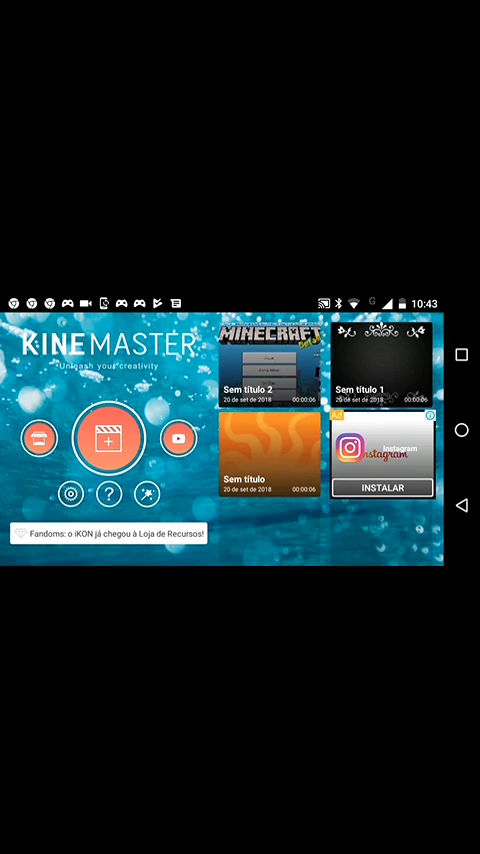 G 10:43
KINEMASTER
Unleash your creativity
Fandoms: o iKON já chegou à Loja de Recursos!
MINECRAFT
Sem título 2
20 de set de 2018 00:00:06
Sem título 1
20 de set de 2018 00:00:06
Sem título
20 de set de 2018 00:00:06
Ad
Instagram
Instagram
INSTALAR